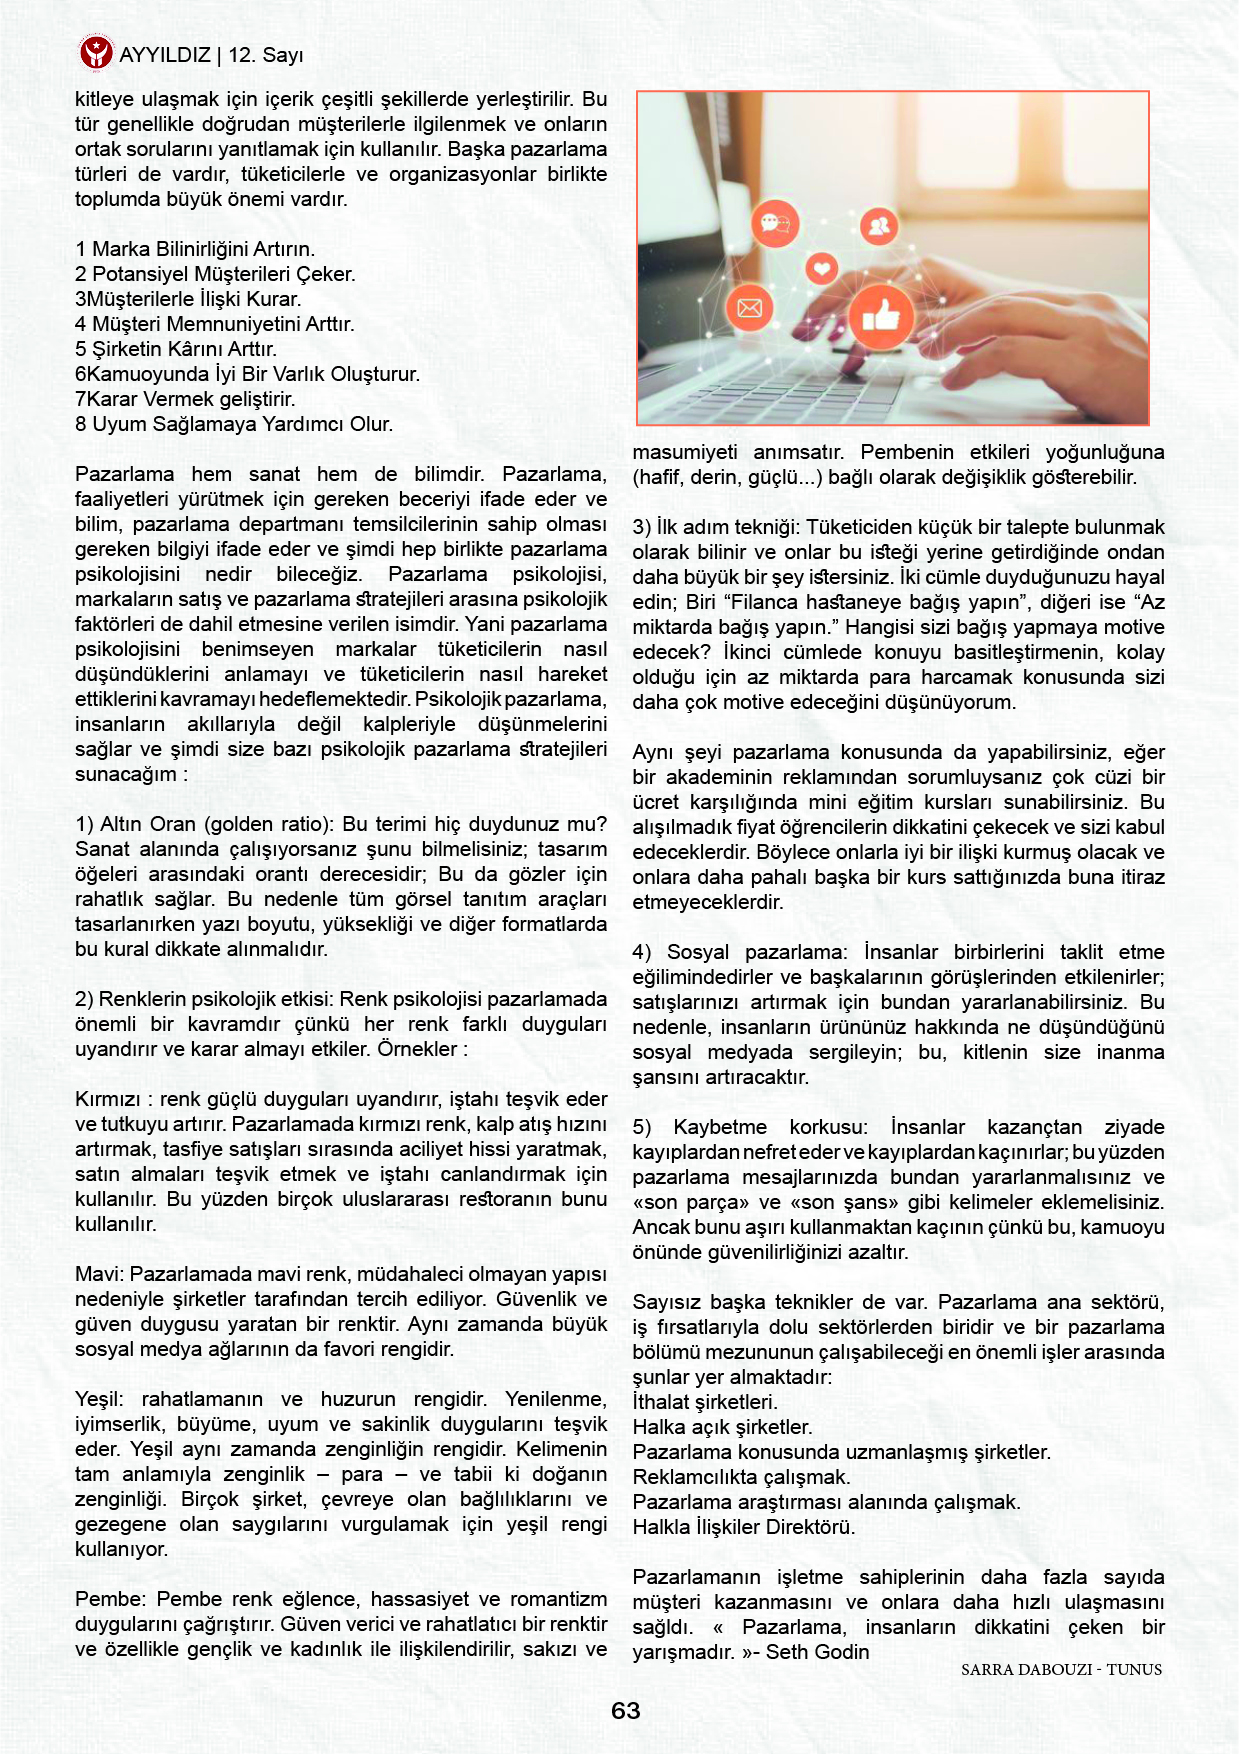 AYYILDIZ | 12. Sayı
kitleye ulaşmak için içerik çeşitli şekillerde yerleştirilir. Bu
tür genellikle doğrudan müşterilerle ilgilenmek ve onların
ortak sorularını yanıtlamak için kullanılır. Başka pazarlama
türleri de vardır, tüketicilerle ve organizasyonlar birlikte
toplumda büyük önemi vardır.
1 Marka Bilinirliğini Artırın.
2 Potansiyel Müşterileri Çeker.
3Müşterilerle İlişki Kurar.
4 Müşteri Memnuniyetini Arttır.
5 Şirketin Kârını Arttır.
6Kamuoyunda İyi Bir Varlık Oluşturur.
7Karar Vermek geliştirir.
8 Uyum Sağlamaya Yardımcı Olur.
Pazarlama hem sanat hem de bilimdir. Pazarlama,
faaliyetleri yürütmek için gereken beceriyi ifade eder ve
bilim, pazarlama departmanı temsilcilerinin sahip olması
gereken bilgiyi ifade eder ve şimdi hep birlikte pazarlama
psikolojisini nedir bileceğiz. Pazarlama psikolojisi,
markaların satış ve pazarlama stratejileri arasına psikolojik
faktörleri de dahil etmesine verilen isimdir. Yani pazarlama
psikolojisini benimseyen markalar tüketicilerin nasıl
düşündüklerini anlamayı ve tüketicilerin nasıl hareket
ettiklerini kavramayı hedeflemektedir. Psikolojik pazarlama,
insanların akıllarıyla değil kalpleriyle düşünmelerini
sağlar ve şimdi size bazı psikolojik pazarlama stratejileri
sunacağım :
1) Altın Oran (golden ratio): Bu terimi hiç duydunuz mu?
Sanat alanında çalışıyorsanız şunu bilmelisiniz; tasarım
öğeleri arasındaki orantı derecesidir; Bu da gözler için
rahatlık sağlar. Bu nedenle tüm görsel tanıtım araçları
tasarlanırken yazı boyutu, yüksekliği ve diğer formatlarda
bu kural dikkate alınmalıdır.
2) Renklerin psikolojik etkisi: Renk psikolojisi pazarlamada
önemli bir kavramdır çünkü her renk farklı duyguları
uyandırır ve karar almayı etkiler. Örnekler :
Kırmızı : renk güçlü duyguları uyandırır, iştahı teşvik eder
ve tutkuyu artırır. Pazarlamada kırmızı renk, kalp atış hızını
artırmak, tasfiye satışları sırasında aciliyet hissi yaratmak,
satın almaları teşvik etmek ve iştahı canlandırmak için
kullanılır. Bu yüzden birçok uluslararası restoranın bunu
kullanılır.
Mavi: Pazarlamada mavi renk, müdahaleci olmayan yapısı
nedeniyle şirketler tarafından tercih ediliyor. Güvenlik ve
güven duygusu yaratan bir renktir. Aynı zamanda büyük
sosyal medya ağlarının da favori rengidir.
Yeşil: rahatlamanın ve huzurun rengidir. Yenilenme,
iyimserlik, büyüme, uyum ve sakinlik duygularını teşvik
eder. Yeşil aynı zamanda zenginliğin rengidir. Kelimenin
tam anlamıyla zenginlik – para – ve tabii ki doğanın
zenginliği. Birçok şirket, çevreye olan bağlılıklarını ve
gezegene olan saygılarını vurgulamak için yeşil rengi
kullanıyor.
Pembe: Pembe renk eğlence, hassasiyet ve romantizm
duygularını çağrıştırır. Güven verici ve rahatlatıcı bir renktir
ve özellikle gençlik ve kadınlık ile ilişkilendirilir, sakızı ve
masumiyeti anımsatır. Pembenin etkileri yoğunluğuna
(hafif, derin, güçlü...) bağlı olarak değişiklik gösterebilir.
3) İlk adım tekniği: Tüketiciden küçük bir talepte bulunmak
olarak bilinir ve onlar bu isteği yerine getirdiğinde ondan
daha büyük bir şey istersiniz. İki cümle duyduğunuzu hayal
edin; Biri “Filanca hastaneye bağış yapın”, diğeri ise “Az
miktarda bağış yapın.” Hangisi sizi bağış yapmaya motive
edecek? İkinci cümlede konuyu basitleştirmenin, kolay
olduğu için az miktarda para harcamak konusunda sizi
daha çok motive edeceğini düşünüyorum.
Aynı şeyi pazarlama konusunda da yapabilirsiniz, eğer
bir akademinin reklamından sorumluysanız çok cüzi bir
ücret karşılığında mini eğitim kursları sunabilirsiniz. Bu
alışılmadık fiyat öğrencilerin dikkatini çekecek ve sizi kabul
edeceklerdir. Böylece onlarla iyi bir ilişki kurmuş olacak ve
onlara daha pahalı başka bir kurs sattığınızda buna itiraz
etmeyeceklerdir.
4) Sosyal pazarlama: İnsanlar birbirlerini taklit etme
eğilimindedirler ve başkalarının görüşlerinden etkilenirler;
satışlarınızı artırmak için bundan yararlanabilirsiniz. Bu
nedenle, insanların ürününüz hakkında ne düşündüğünü
sosyal medyada sergileyin; bu, kitlenin size inanma
şansını artıracaktır.
5) Kaybetme korkusu: İnsanlar kazançtan ziyade
kayıplardan nefret eder ve kayıplardan kaçınırlar; bu yüzden
pazarlama mesajlarınızda bundan yararlanmalısınız ve
«son parça» ve «son şans» gibi kelimeler eklemelisiniz.
Ancak bunu aşırı kullanmaktan kaçının çünkü bu, kamuoyu
önünde güvenilirliğinizi azaltır.
Sayısız başka teknikler de var. Pazarlama ana sektörü,
iş fırsatlarıyla dolu sektörlerden biridir ve bir pazarlama
bölümü mezununun çalışabileceği en önemli işler arasında
şunlar yer almaktadır:
İthalat şirketleri.
Halka açık şirketler.
Pazarlama konusunda uzmanlaşmış şirketler.
Reklamcılıkta çalışmak.
Pazarlama araştırması alanında çalışmak.
Halkla İlişkiler Direktörü.
Pazarlamanın işletme sahiplerinin daha fazla sayıda
müşteri kazanmasını ve onlara daha hızlı ulaşmasını
sağldı. « Pazarlama, insanların dikkatini çeken bir
yarışmadır. »- Seth Godin
SARRA DABOUZI - TUNUS
63